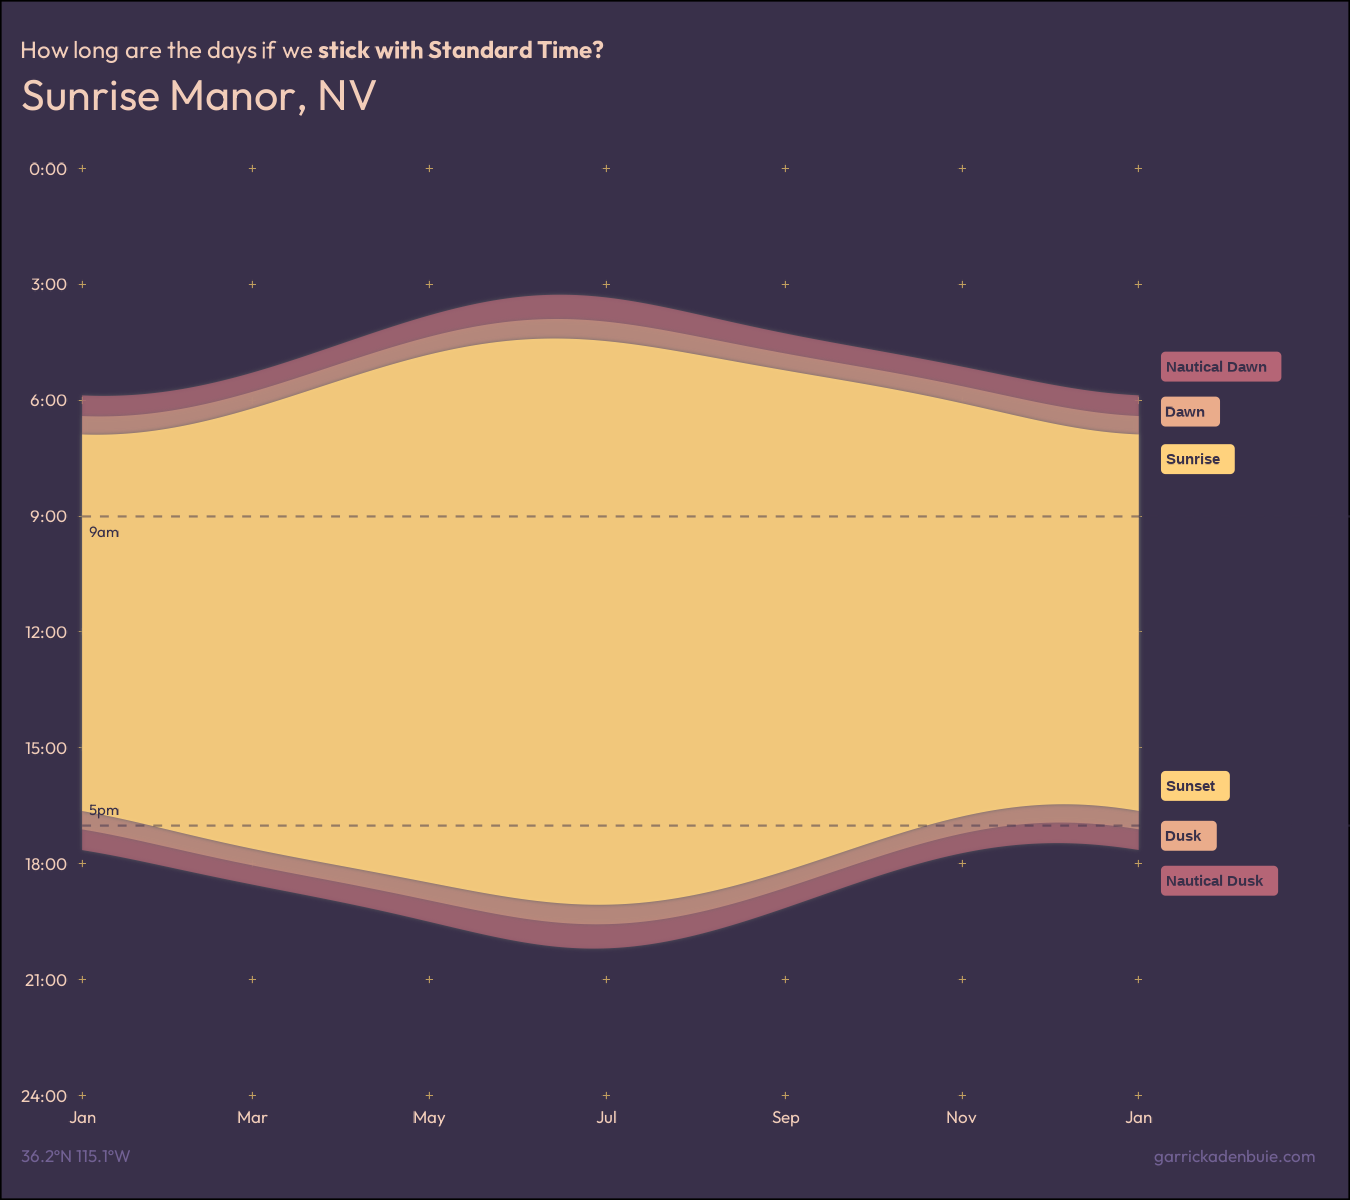 How long are the days if we stick with Standard Time?
Sunrise Manor, NV
0:00
3:00
Nautical Dawn
6:00
Dawn
Sunrise
9:00
9am
12:00
15:00
Sunset
5pm
Dusk
18:00
Nautical Dusk
21:00
24:00
Jan Mar May Jul Sep Nov Jan
36.2°N 115.1°W
garrickadenbuie.com